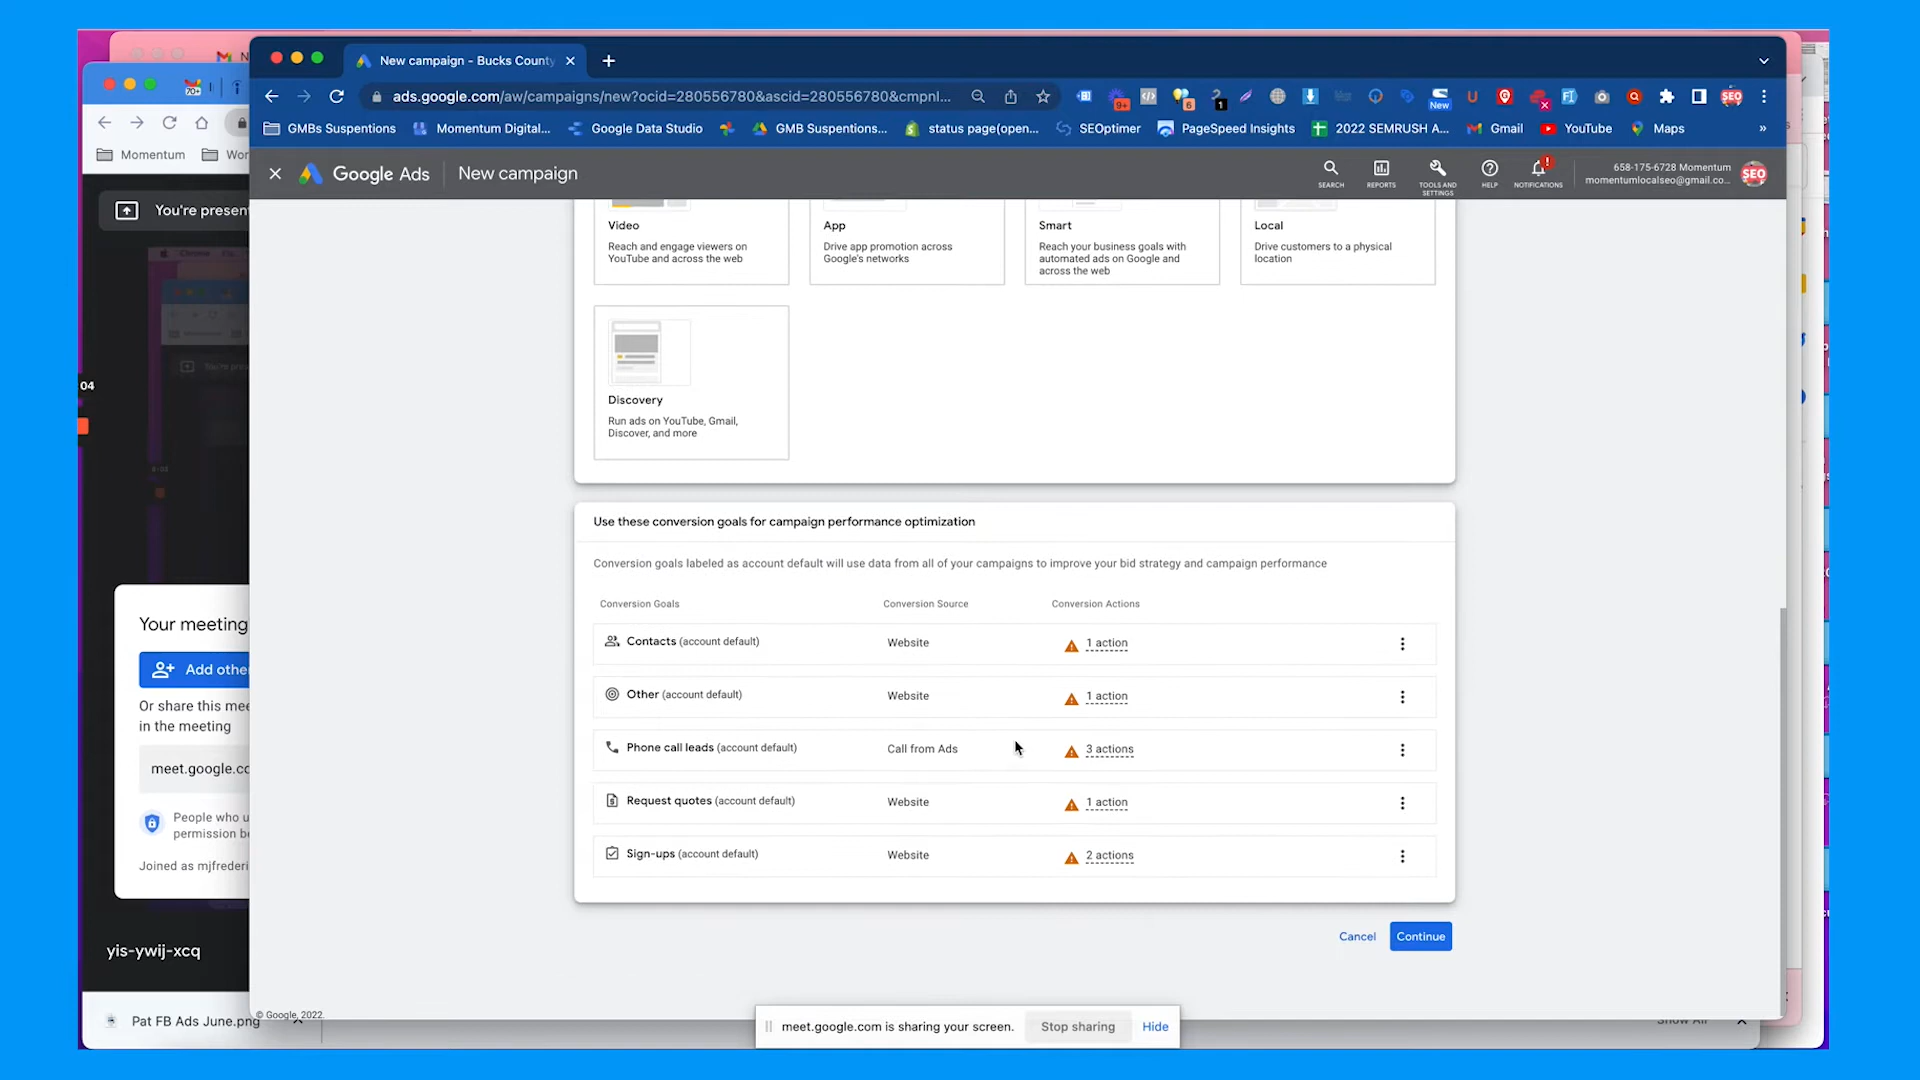 New campaign - Bucks County
ads.google.com/aw/campaigns/new?ocid=280556780&ascid=280556780&cmpnl...
9+
6
1
New
SEO
GMBs Suspentions
Momentum Digital...
Google Data Studio
GMB Suspentions...
status page(open...
SEOptimer
PageSpeed Insights
2022 SEMRUSH A...
Gmail
YouTube
Maps
»
Google Ads
New campaign
SEARCH
REPORTS
TOOLS AND SETTINGS
HELP
NOTIFICATIONS
658-175-6728 Momentum
momentumlocalseo@gmail.co...
SEO
70+
Momentum
Wor
You're presen
04
Video
Reach and engage viewers on
YouTube and across the web
App
Drive app promotion across
Google's networks
Smart
Reach your business goals with
automated ads on Google and
across the web
Local
Drive customers to a physical
location
Discovery
Run ads on YouTube, Gmail,
Discover, and more
Use these conversion goals for campaign performance optimization
Conversion goals labeled as account default will use data from all of your campaigns to improve your bid strategy and campaign performance
Conversion Goals Conversion Source Conversion Actions
Contacts (account default) Website 1 action
Other (account default) Website 1 action
Phone call leads (account default) Call from Ads 3 actions
Request quotes (account default) Website 1 action
Sign-ups (account default) Website 2 actions
Cancel Continue
Your meeting
Add othe
Or share this mee
in the meeting
meet.google.co
People who u
permission be
Joined as mjfrederi
yis-ywij-xcq
Pat FB Ads June.png
© Google, 2022.
meet.google.com is sharing your screen.
Stop sharing
Hide